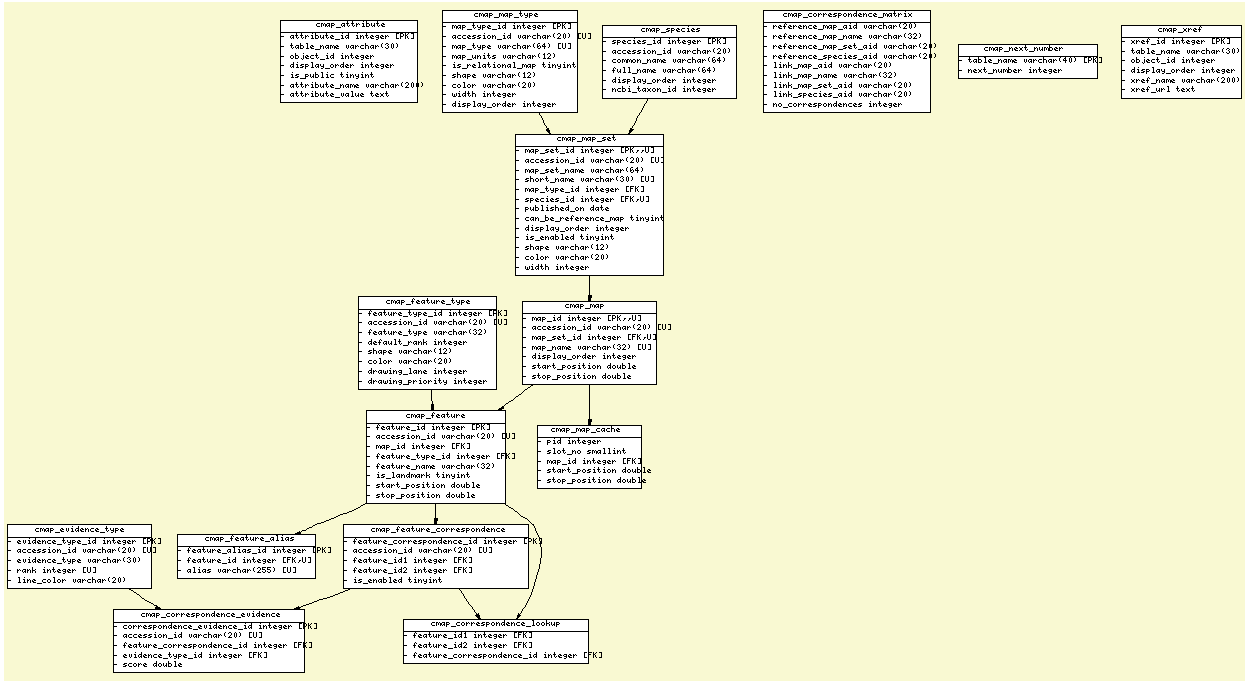 cmap_attribute
- attribute_id integer [PK]
- table_name varchar(30)
- object_id integer
- display_order integer
- is_public tinyint
- attribute_name varchar(200)
- attribute_value text
cmap_map_type
- map_type_id integer [PK]
- accession_id varchar(20) [U]
- map_type varchar(64) [U]
- map_units varchar(12)
- is_relational_map tinyint
- shape varchar(12)
- color varchar(20)
- width integer
- display_order integer
cmap_species
- species_id integer [PK]
- accession_id varchar(20)
- common_name varchar(64)
- full_name varchar(64)
- display_order integer
- ncbi_taxon_id integer
cmap_correspondence_matrix
- reference_map_aid varchar(20)
- reference_map_name varchar(32)
- reference_map_set_aid varchar(20)
- reference_species_aid varchar(20)
- link_map_aid varchar(20)
- link_map_name varchar(32)
- link_map_set_aid varchar(20)
- link_species_aid varchar(20)
- no_correspondences integer
cmap_next_number
- table_name varchar(40) [PK]
- next_number integer
cmap_xref
- xref_id integer [PK]
- table_name varchar(30)
- object_id integer
- display_order integer
- xref_name varchar(200)
- xref_url text
cmap_map_set
- map_set_id integer [PK,,U]
- accession_id varchar(20) [U]
- map_set_name varchar(64)
- short_name varchar(30) [U]
- map_type_id integer [FK]
- species_id integer [FK,U]
- published_on date
- can_be_reference_map tinyint
- display_order integer
- is_enabled tinyint
- shape varchar(12)
- color varchar(20)
- width integer
cmap_feature_type
- feature_type_id integer [PK]
- accession_id varchar(20) [U]
- feature_type varchar(32)
- default_rank integer
- shape varchar(12)
- color varchar(20)
- drawing_lane integer
- drawing_priority integer
cmap_map
- map_id integer [PK,,U]
- accession_id varchar(20) [U]
- map_set_id integer [FK,U]
- map_name varchar(32) [U]
- display_order integer
- start_position double
- stop_position double
cmap_feature
- feature_id integer [PK]
- accession_id varchar(20) [U]
- map_id integer [FK]
- feature_type_id integer [FK]
- feature_name varchar(32)
- is_landmark tinyint
- start_position double
- stop_position double
cmap_map_cache
- pid integer
- slot_no smallint
- map_id integer [FK]
- start_position double
- stop_position double
cmap_evidence_type
- evidence_type_id integer [PK]
- accession_id varchar(20) [U]
- evidence_type varchar(30)
- rank integer [U]
- line_color varchar(20)
cmap_feature_alias
- feature_alias_id integer [PK]
- feature_id integer [FK,U]
- alias varchar(255) [U]
cmap_feature_correspondence
- feature_correspondence_id integer [PK]
- accession_id varchar(20) [U]
- feature_id1 integer [FK]
- feature_id2 integer [FK]
- is_enabled tinyint
cmap_correspondence_evidence
- correspondence_evidence_id integer [PK]
- accession_id varchar(20) [U]
- feature_correspondence_id integer [FK]
- evidence_type_id integer [FK]
- score double
cmap_correspondence_lookup
- feature_id1 integer [FK]
- feature_id2 integer [FK]
- feature_correspondence_id integer [FK]